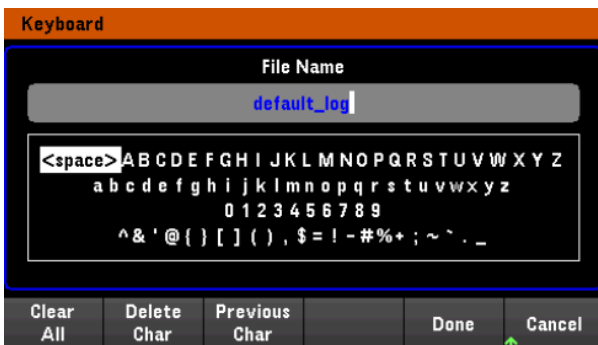 Keyboard
File Name
default_log
<space> A B C D E F G H I J K L M N O P Q R S T U V W X Y Z
a b c d e f g h i j k l m n o p q r s t u v w x y z
0 1 2 3 4 5 6 7 8 9
^ & ' @ { } [ ] ( ) , $ = ! - # % + ; ~ ` . _
Clear All
Delete Char
Previous Char
Done
Cancel